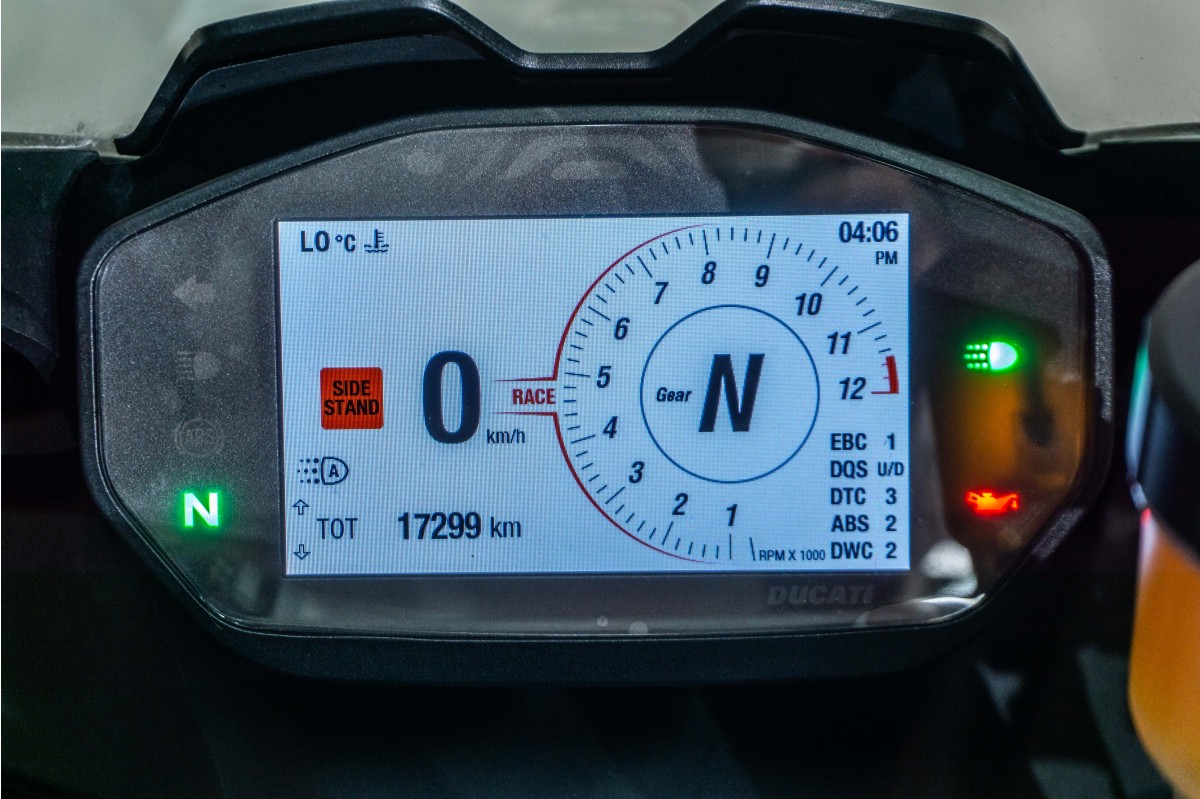 LO °C
04:06
PM
SIDE
STAND
0
km/h
RACE
Gear
N
1
2
3
4
5
6
7
8
9
10
11
12
RPM X 1000
A
TOT 17299 km
EBC 1
DQS U/D
DTC 3
ABS 2
DWC 2
N
DUCATI